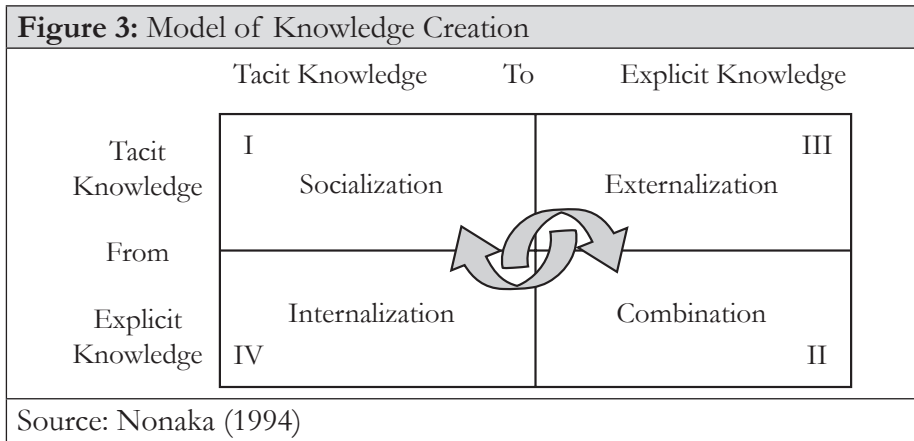 Figure 3: Model of Knowledge Creation
Tacit Knowledge To Explicit Knowledge
Tacit
Knowledge
From
Explicit
Knowledge
I
Socialization
III
Externalization
Internalization
IV
Combination
II
Source: Nonaka (1994)